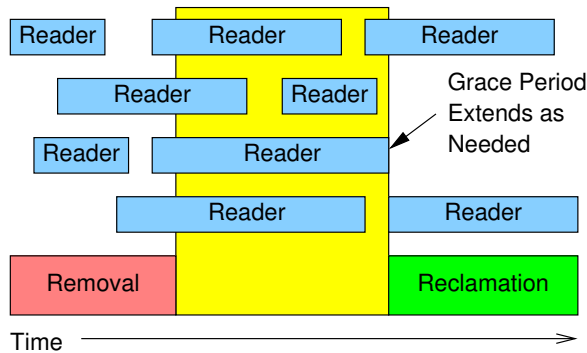 Reader
Reader
Reader
Reader
Reader
Grace Period
Extends as
Needed
Reader
Reader
Reader
Reader
Removal
Reclamation
Time